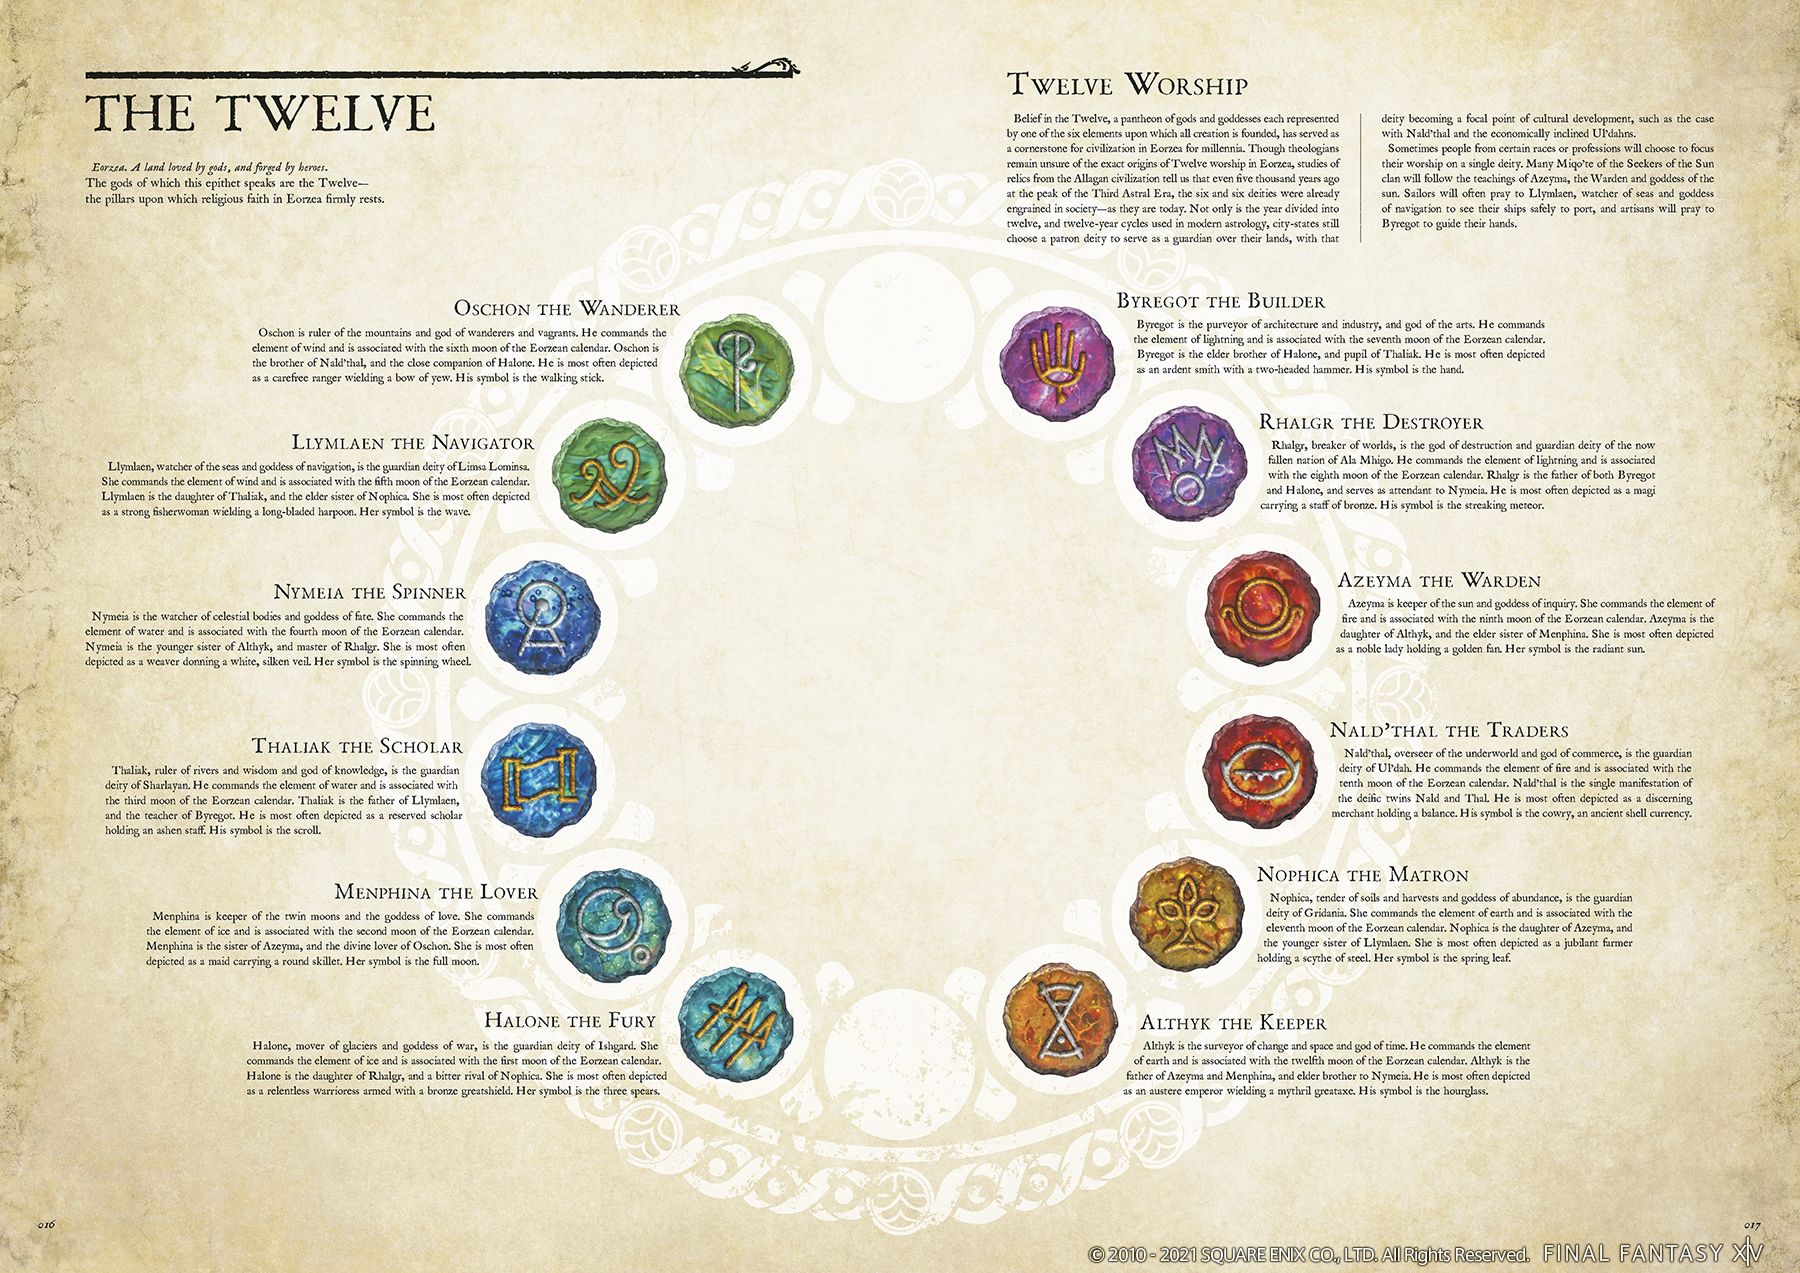 THE TWELVE
Eorzea. A land loved by gods, and forged by heroes.
The gods of which this epithet speaks are the Twelve—
the pillars upon which religious faith in Eorzea firmly rests.
TWELVE WORSHIP
Belief in the Twelve, a pantheon of gods and goddesses each represented
by one of the six elements upon which all creation is founded, has served as
a cornerstone for civilization in Eorzea for millennia. Though theologians
remain unsure of the exact origins of Twelve worship in Eorzea, studies of
relics from the Allagan civilization tell us that even five thousand years ago
at the peak of the Third Astral Era, the six and six deities were already
engrained in society—as they are today. Not only is the year divided into
twelve, and twelve-year cycles used in modern astrology, city-states still
choose a patron deity to serve as a guardian over their lands, with that
deity becoming a focal point of cultural development, such as the case
with Nald'thal and the economically inclined Ul'dahns.
Sometimes people from certain races or professions will choose to focus
their worship on a single deity. Many Miqo'te of the Seekers of the Sun
clan will follow the teachings of Azeyma, the Warden and goddess of the
sun. Sailors will often pray to Llymlaen, watcher of seas and goddess
of navigation to see their ships safely to port, and artisans will pray to
Byregot to guide their hands.
OSCHON THE WANDERER
Oschon is ruler of the mountains and god of wanderers and vagrants. He commands the
element of wind and is associated with the sixth moon of the Eorzean calendar. Oschon is
the brother of Nald'thal, and the close companion of Halone. He is most often depicted
as a carefree ranger wielding a bow of yew. His symbol is the walking stick.
LLYMLAEN THE NAVIGATOR
Llymlaen, watcher of the seas and goddess of navigation, is the guardian deity of Limsa Lominsa.
She commands the element of wind and is associated with the fifth moon of the Eorzean calendar.
Llymlaen is the daughter of Thaliak, and the elder sister of Nophica. She is most often depicted
as a strong fisherwoman wielding a long-bladed harpoon. Her symbol is the wave.
NYMEIA THE SPINNER
Nymeia is the watcher of celestial bodies and goddess of fate. She commands the
element of water and is associated with the fourth moon of the Eorzean calendar.
Nymeia is the younger sister of Althyk, and master of Rhalgr. She is most often
depicted as a weaver donning a white, silken veil. Her symbol is the spinning wheel.
THALIAK THE SCHOLAR
Thaliak, ruler of rivers and wisdom and god of knowledge, is the guardian
deity of Sharlayan. He commands the element of water and is associated with
the third moon of the Eorzean calendar. Thaliak is the father of Llymlaen,
and the teacher of Byregot. He is most often depicted as a reserved scholar
holding an ashen staff. His symbol is the scroll.
MENPHINA THE LOVER
Menphina is keeper of the twin moons and the goddess of love. She commands
the element of ice and is associated with the second moon of the Eorzean calendar.
Menphina is the sister of Azeyma, and the divine lover of Oschon. She is most often
depicted as a maid carrying a round skillet. Her symbol is the full moon.
HALONE THE FURY
Halone, mover of glaciers and goddess of war, is the guardian deity of Ishgard. She
commands the element of ice and is associated with the first moon of the Eorzean calendar.
Halone is the daughter of Rhalgr, and a bitter rival of Nophica. She is most often depicted
as a relentless warrioress armed with a bronze greatshield. Her symbol is the three spears.
BYREGOT THE BUILDER
Byregot is the purveyor of architecture and industry, and god of the arts. He commands
the element of lightning and is associated with the seventh moon of the Eorzean calendar.
Byregot is the elder brother of Halone, and pupil of Thaliak. He is most often depicted
as an ardent smith with a two-headed hammer. His symbol is the hand.
RHALGR THE DESTROYER
Rhalgr, breaker of worlds, is the god of destruction and guardian deity of the now
fallen nation of Ala Mhigo. He commands the element of lightning and is associated
with the eighth moon of the Eorzean calendar. Rhalgr is the father of both Byregot
and Halone, and serves as attendant to Nymeia. He is most often depicted as a magi
carrying a staff of bronze. His symbol is the streaking meteor.
AZEYMA THE WARDEN
Azeyma is keeper of the sun and goddess of inquiry. She commands the element of
fire and is associated with the ninth moon of the Eorzean calendar. Azeyma is the
daughter of Althyk, and the elder sister of Menphina. She is most often depicted
as a noble lady holding a golden fan. Her symbol is the radiant sun.
NALD'THAL THE TRADERS
Nald'thal, overseer of the underworld and god of commerce, is the guardian
deity of Ul'dah. He commands the element of fire and is associated with the
tenth moon of the Eorzean calendar. Nald'thal is the single manifestation of
the deific twins Nald and Thal. He is most often depicted as a discerning
merchant holding a balance. His symbol is the cowry, an ancient shell currency.
NOPHICA THE MATRON
Nophica, tender of soils and harvests and goddess of abundance, is the guardian
deity of Gridania. She commands the element of earth and is associated with the
eleventh moon of the Eorzean calendar. Nophica is the daughter of Azeyma, and
the younger sister of Llymlaen. She is most often depicted as a jubilant farmer
holding a scythe of steel. Her symbol is the spring leaf.
ALTHYK THE KEEPER
Althyk is the surveyor of change and space and god of time. He commands the element
of earth and is associated with the twelfth moon of the Eorzean calendar. Althyk is the
father of Azeyma and Menphina, and elder brother to Nymeia. He is most often depicted
as an austere emperor wielding a mythril greataxe. His symbol is the hourglass.
016
017
© 2010 - 2021 SQUARE ENIX CO., LTD. All Rights Reserved. FINAL FANTASY XIV